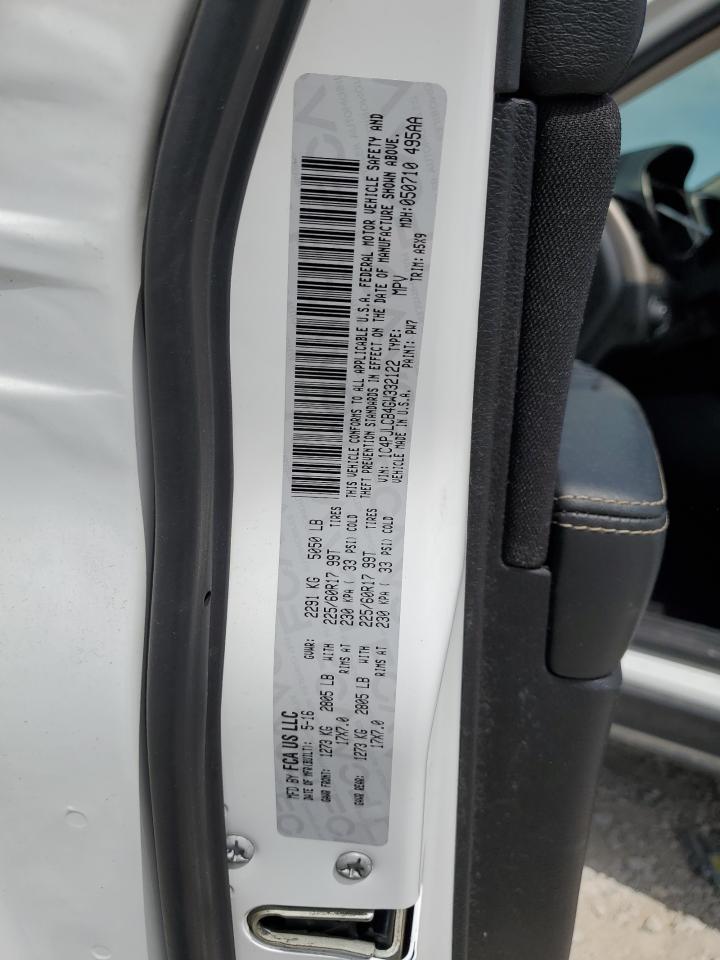 MFD BY FCA US LLC
DATE OF MFR(BUILT): 5-16 GVWR: 2291 KG 5050 LB
GAWR FRONT: 1273 KG 2805 LB WITH 225/60R17 99T TIRES
17X7.0 RIMS AT 230 KPA ( 33 PSI) COLD
GAWR REAR: 1273 KG 2805 LB WITH 225/60R17 99T TIRES
17X7.0 RIMS AT 230 KPA ( 33 PSI) COLD
THIS VEHICLE CONFORMS TO ALL APPLICABLE U.S.A. FEDERAL MOTOR VEHICLE SAFETY AND
THEFT PREVENTION STANDARDS IN EFFECT ON THE DATE OF MANUFACTURE SHOWN ABOVE.
VIN: 1C4PJLCB4GW332122 TYPE: MPV MDH:050710 495AA
VEHICLE MADE IN U.S.A. PAINT: PW7 TRIM: A5X9